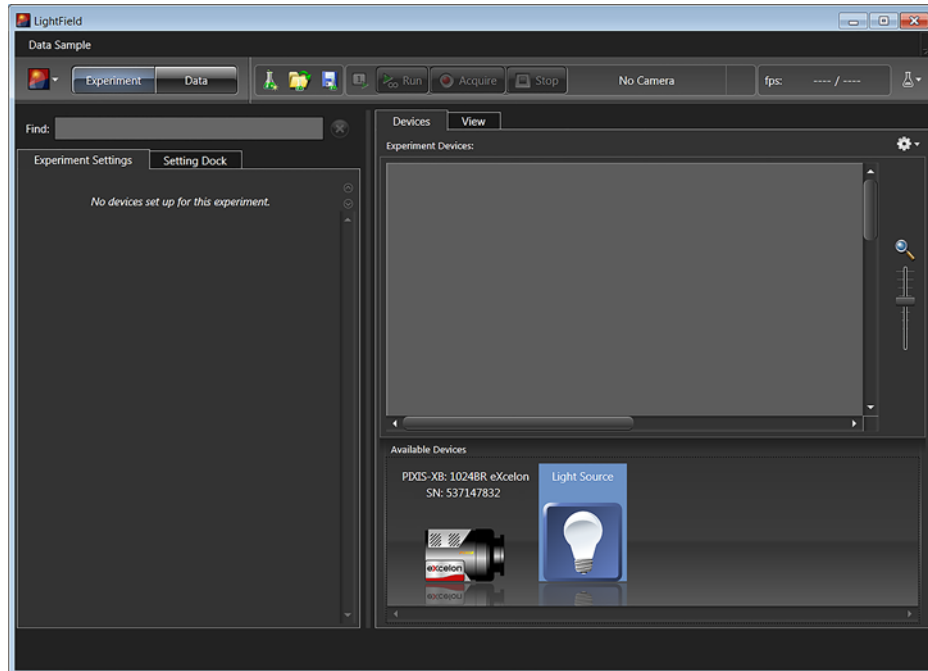 LightField
Data Sample
Experiment
Data
Run
Acquire
Stop
No Camera
fps:
---- / ----
Find:
Experiment Settings
Setting Dock
No devices set up for this experiment.
Devices
View
Experiment Devices:
Available Devices
PIXIS-XB: 1024BR eXcelon
SN: 537147832
eXcelon
Light Source